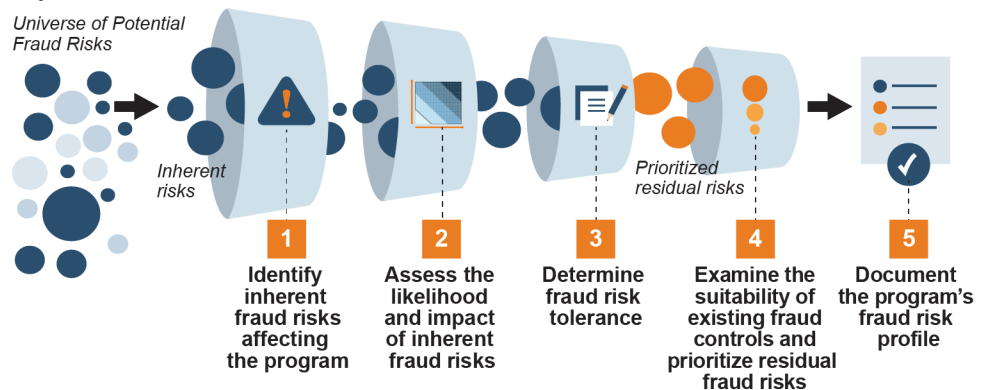 Universe of Potential
Fraud Risks
Inherent
risks
Prioritized
residual risks
1
Identify
inherent
fraud risks
affecting
the program
2
Assess the
likelihood
and impact
of inherent
fraud risks
3
Determine
fraud risk
tolerance
4
Examine the
suitability of
existing fraud
controls and
prioritize residual
fraud risks
5
Document
the program’s
fraud risk
profile